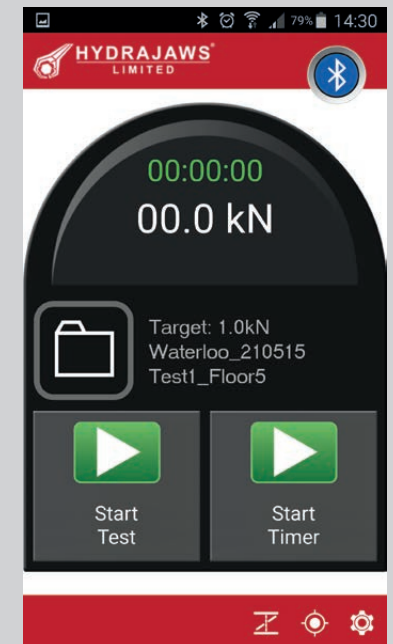 79% 14:30
HYDRAJAWS
LIMITED
00:00:00
00.0 kN
Target: 1.0kN
Waterloo_210515
Test1_Floor5
Start
Test
Start
Timer